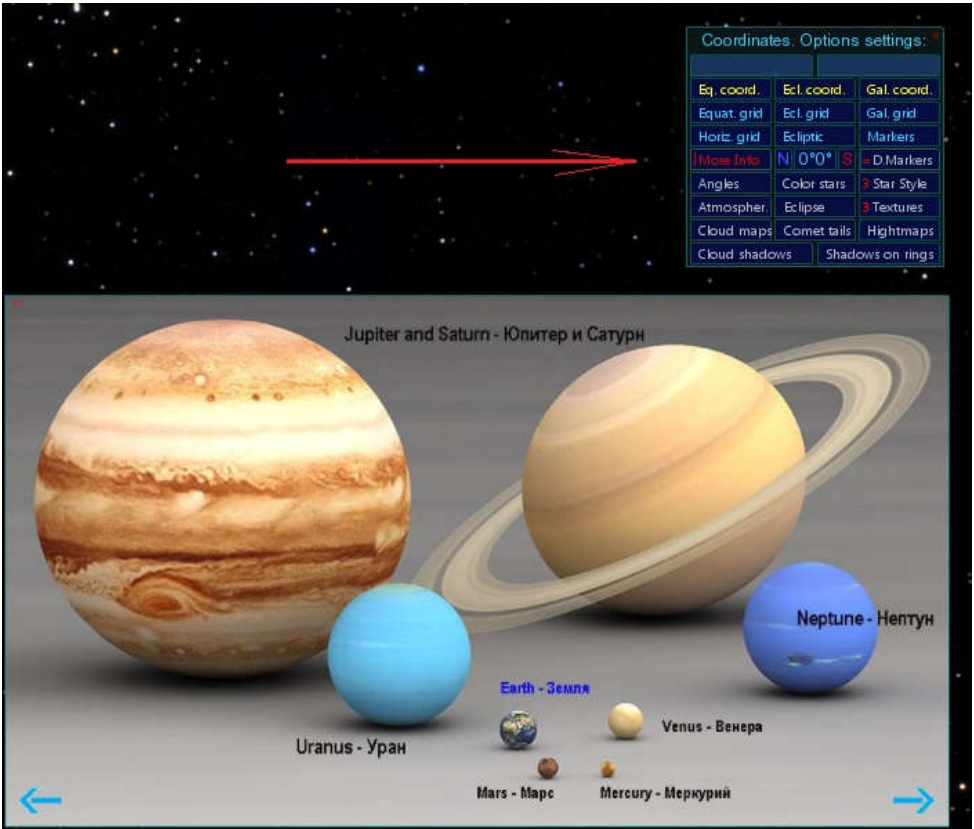 Coordinates. Options settings:
Eq. coord. Ecl. coord. Gal. coord.
Equat. grid Ecl. grid Gal. grid
Horiz. grid Ecliptic Markers
More Info N 0°0° S = D.Markers
Angles Color stars 3 Star Style
Atmospher. Eclipse 3 Textures
Cloud maps Comet tails Hightmaps
Cloud shadows Shadows on rings
Jupiter and Saturn - Юпитер и Сатурн
Neptune - Нептун
Earth - Земля
Venus - Венера
Uranus - Уран
Mars - Марс Mercury - Меркурий